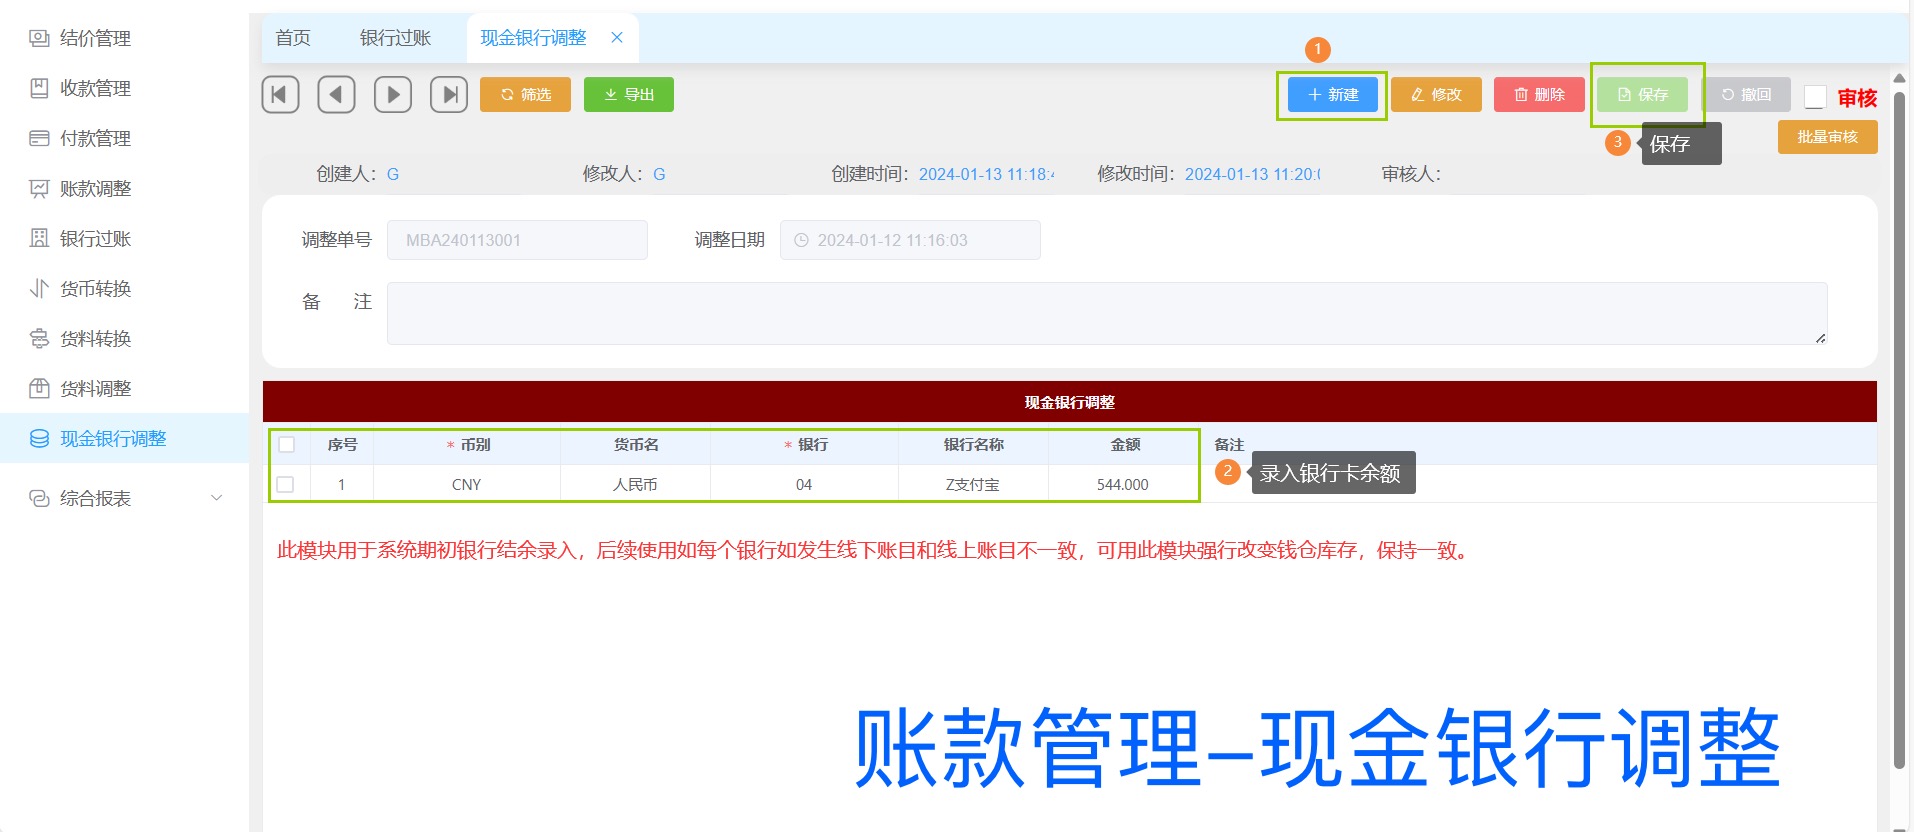 结价管理
收款管理
付款管理
账款调整
银行过账
货币转换
货料转换
货料调整
现金银行调整
综合报表
首页 银行过账 现金银行调整
1
筛选 导出 新建 修改 删除 保存 撤回 审核
3 保存 批量审核
创建人： G 修改人： G 创建时间： 2024-01-13 11:18: 修改时间： 2024-01-13 11:20: 审核人：
调整单号 MBA240113001 调整日期 2024-01-12 11:16:03
备 注
现金银行调整
序号 * 币别 货币名 * 银行 银行名称 金额 备注
2 录入银行卡余额
1 CNY 人民币 04 Z支付宝 544.000
此模块用于系统期初银行结余录入，后续使用如每个银行如发生线下账目和线上账目不一致，可用此模块强行改变钱仓库存，保持一致。
账款管理–现金银行调整